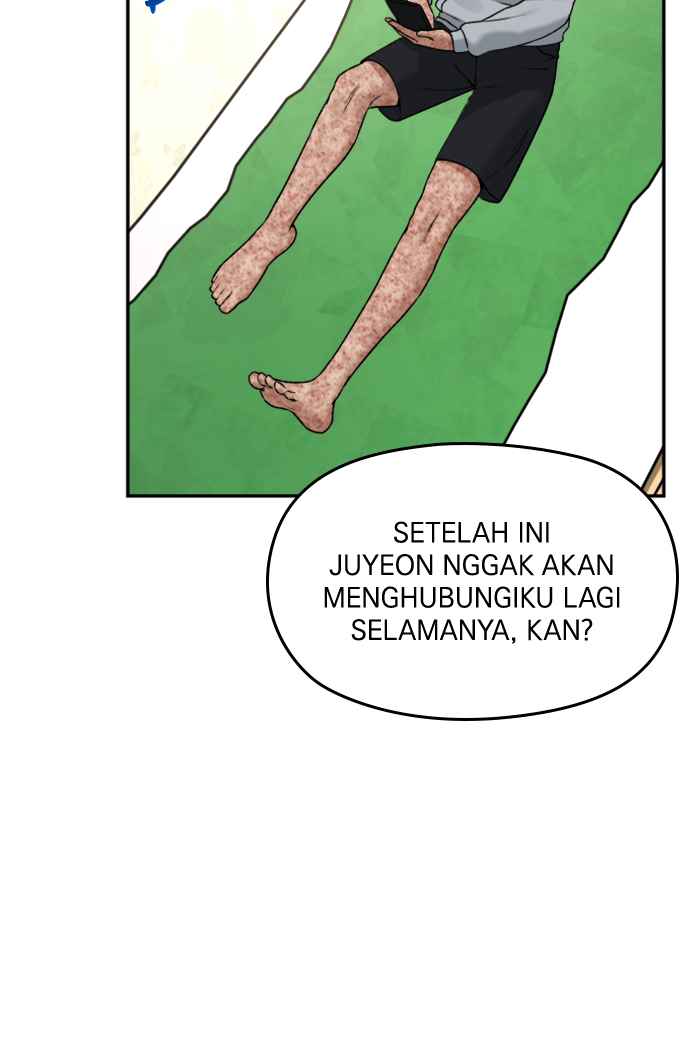 SETELAH INI
JUYEON NGGAK AKAN
MENGHUBUNGIKU LAGI
SELAMANYA, KAN?